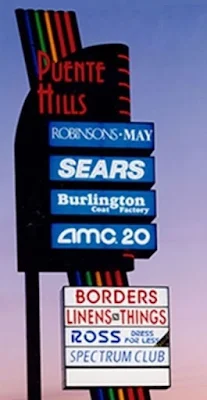 PUENTE
HILLS
ROBINSONS·MAY
SEARS
Burlington
Coat Factory
amc 20
BORDERS
LINENS N THINGS
ROSS DRESS FOR LESS
SPECTRUM CLUB